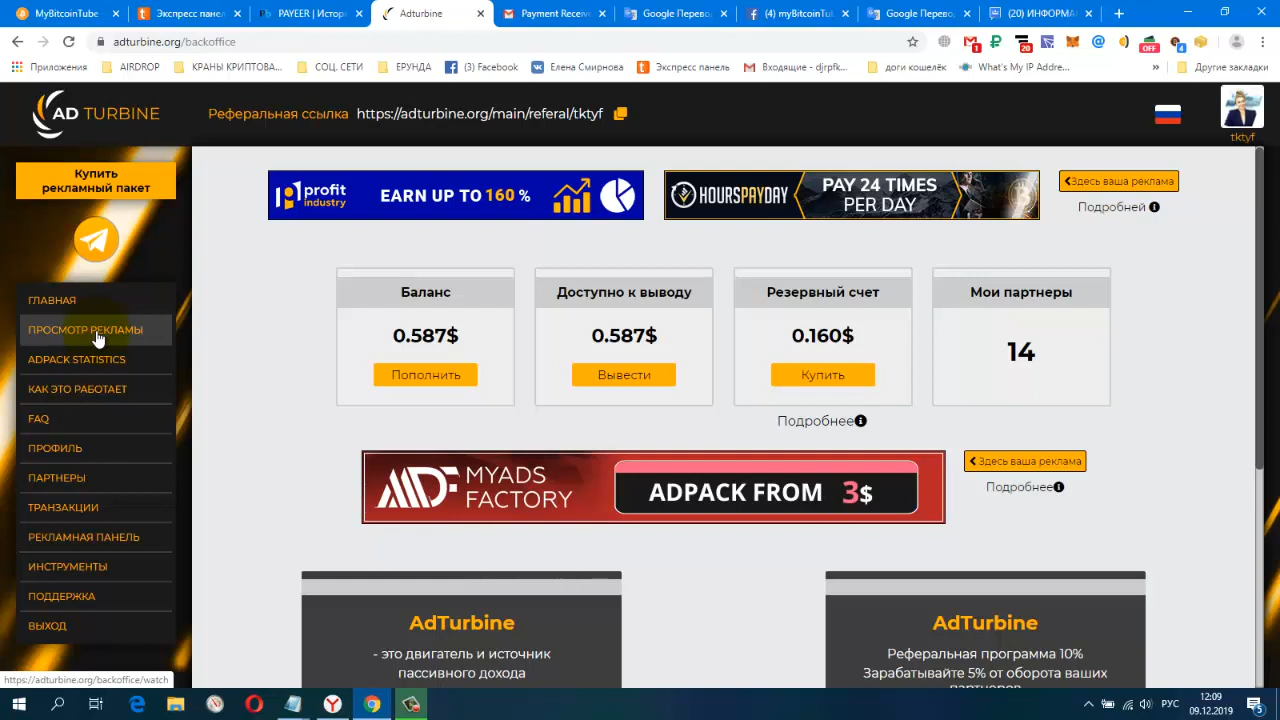 MyBitcoinTub
Экспресс панел
PAYEER | Истори
Adturbine
Payment Receive
Google Перевод
(4) myBitcoinTu
Google Перевод
(20) ИНФОРМА
adturbine.org/backoffice
Приложения
AIRDROP
КРАНЫ КРИПТОВА...
СОЦ. СЕТИ
ЕРУНДА
(3) Facebook
Елена Смирнова
Экспресс панель
Входящие - djrpfk...
доги кошелёк
What's My IP Addre...
»
Другие закладки
AD TURBINE
Реферальная ссылка https://adturbine.org/main/referal/tktyf
tktyf
Купить
рекламный пакет
ГЛАВНАЯ
ПРОСМОТР РЕКЛАМЫ
ADPACK STATISTICS
КАК ЭТО РАБОТАЕТ
FAQ
ПРОФИЛЬ
ПАРТНЕРЫ
ТРАНЗАКЦИИ
РЕКЛАМНАЯ ПАНЕЛЬ
ИНСТРУМЕНТЫ
ПОДДЕРЖКА
ВЫХОД
profit industry EARN UP TO 160 %
HOURSPAYDAY PAY 24 TIMES
PER DAY
Здесь ваша реклама
Подробней
Баланс
0.587$
Пополнить
Доступно к выводу
0.587$
Вывести
Резервный счет
0.160$
Купить
Подробнее
Мои партнеры
14
MYADS
FACTORY
ADPACK FROM 3$
Здесь ваша реклама
Подробнее
AdTurbine
- это двигатель и источник
пассивного дохода
AdTurbine
Реферальная программа 10%
Зарабатывайте 5% от оборота ваших
партнеров
https://adturbine.org/backoffice/watch
РУС
12:09
09.12.2019